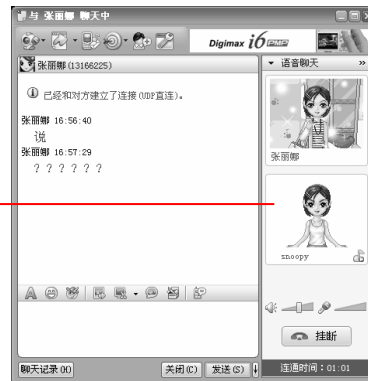 与 张丽娜 聊天中
Digimax i6 PMP
张丽娜 (13166225)
语音聊天 »
已经和对方建立了连接(UDP直连)。
张丽娜 16:56:40
说
张丽娜 16:57:29
? ? ? ? ? ?
张丽娜
snoopy
挂断
聊天记录(H)
关闭(C)
发送(S)
连通时间：01:01